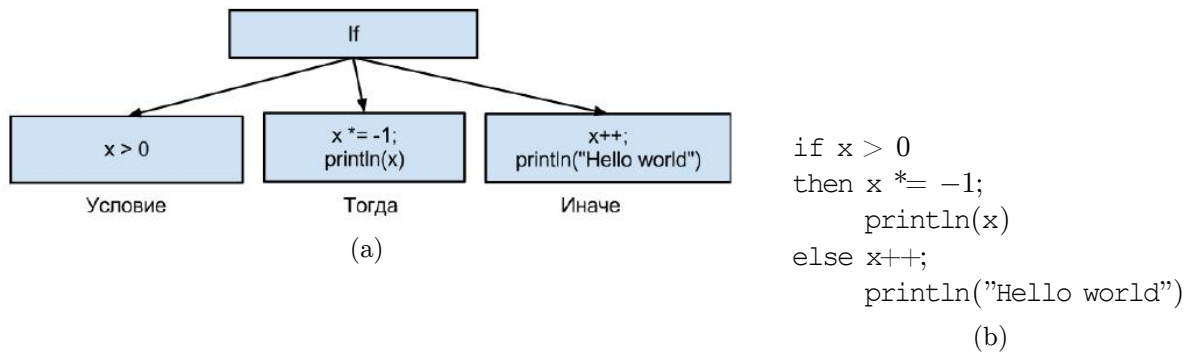 If
x > 0
x *= -1;
println(x)
x++;
println("Hello world")
Условие
Тогда
Иначе
(a)
if x > 0
then x *= −1;
println(x)
else x++;
println(”Hello world”)
(b)